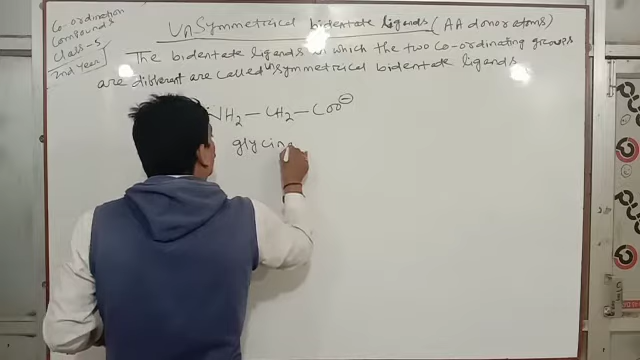 Co-ordination
Compounds
Class-5
2nd Year
UnSymmetrical bidentate ligands (AA donor atoms)
The bidentate ligands in which the two Co-ordinating groups
are different are called unsymmetrical bidentate ligands
NH2 — CH2 — COO⊖
glycin